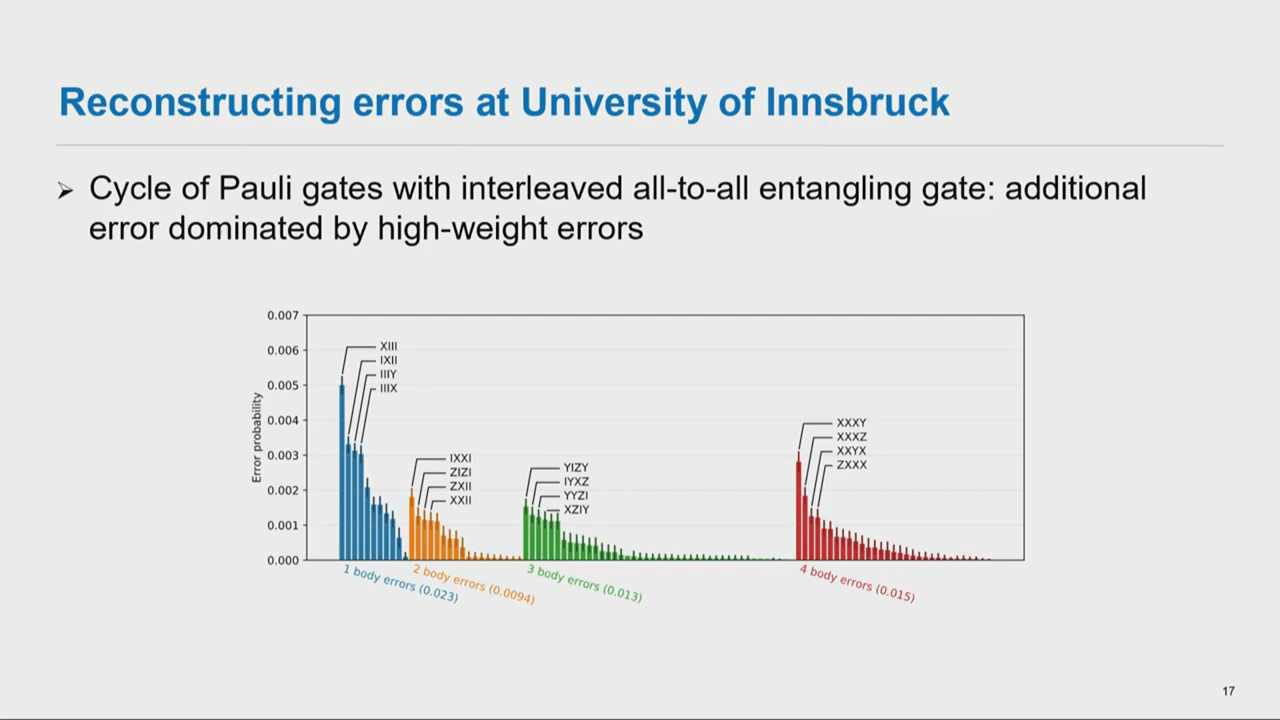 Reconstructing errors at University of Innsbruck
➢ Cycle of Pauli gates with interleaved all-to-all entangling gate: additional
error dominated by high-weight errors
0.007
0.006
0.005
0.004
0.003
0.002
0.001
0.000
Error probability
XIII
IXII
IIIY
IIIX
IXXI
ZIZI
ZXII
XXII
YIZY
IYXZ
YYZI
XZIY
XXXY
XXXZ
XXYX
ZXXX
1 body errors (0.023)
2 body errors (0.0094)
3 body errors (0.013)
4 body errors (0.015)
17